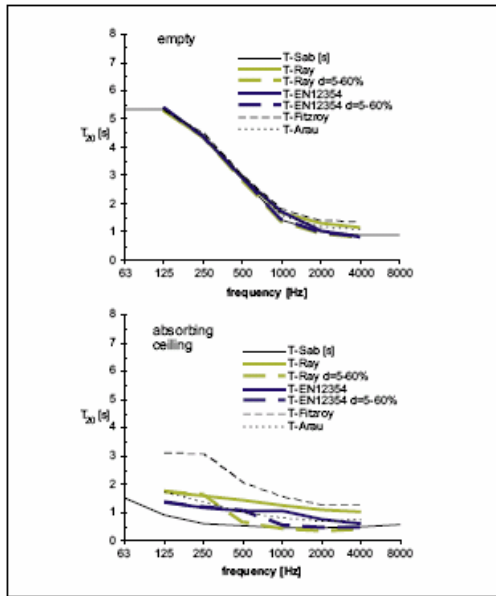 empty
8
7
6
5
4
3
2
1
0
T20 [s]
T-Sab [s]
T-Ray
T-Ray d=5-60%
T-EN12354
T-EN12354 d=5-60%
T-Fitzroy
T-Arau
63 125 250 500 1000 2000 4000 8000
frequency [Hz]
absorbing
ceiling
8
7
6
5
4
3
2
1
0
T20 [s]
T-Sab [s]
T-Ray
T-Ray d=5-60%
T-EN12354
T-EN12354 d=5-60%
T-Fitzroy
T-Arau
63 125 250 500 1000 2000 4000 8000
frequency [Hz]